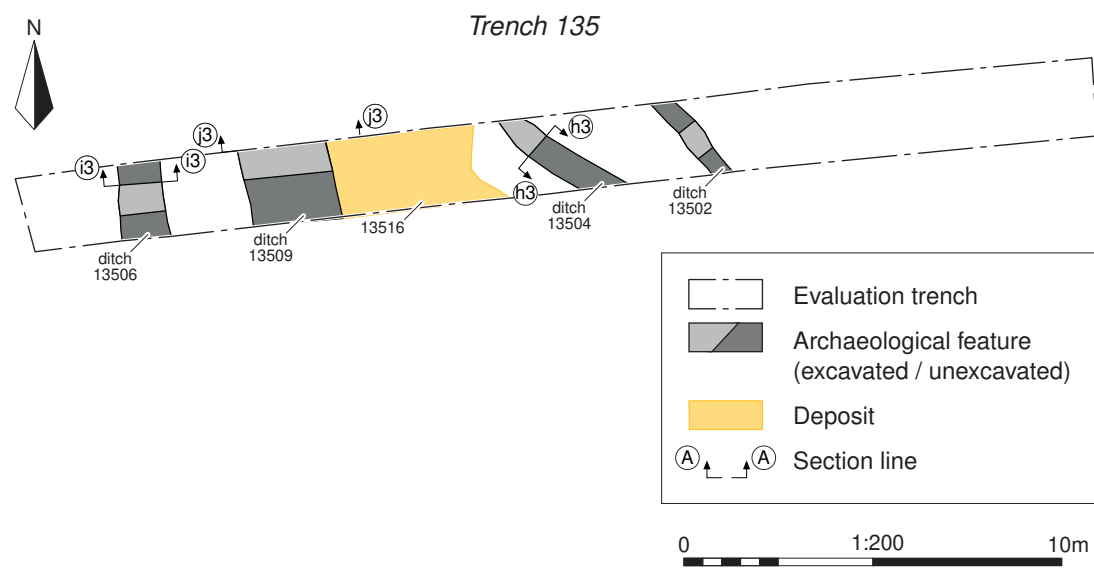 Trench 135
N
j3
j3
i3
i3
h3
h3
ditch
13506
ditch
13509
13516
ditch
13504
ditch
13502
Evaluation trench
Archaeological feature
(excavated / unexcavated)
Deposit
A A Section line
0 1:200 10m